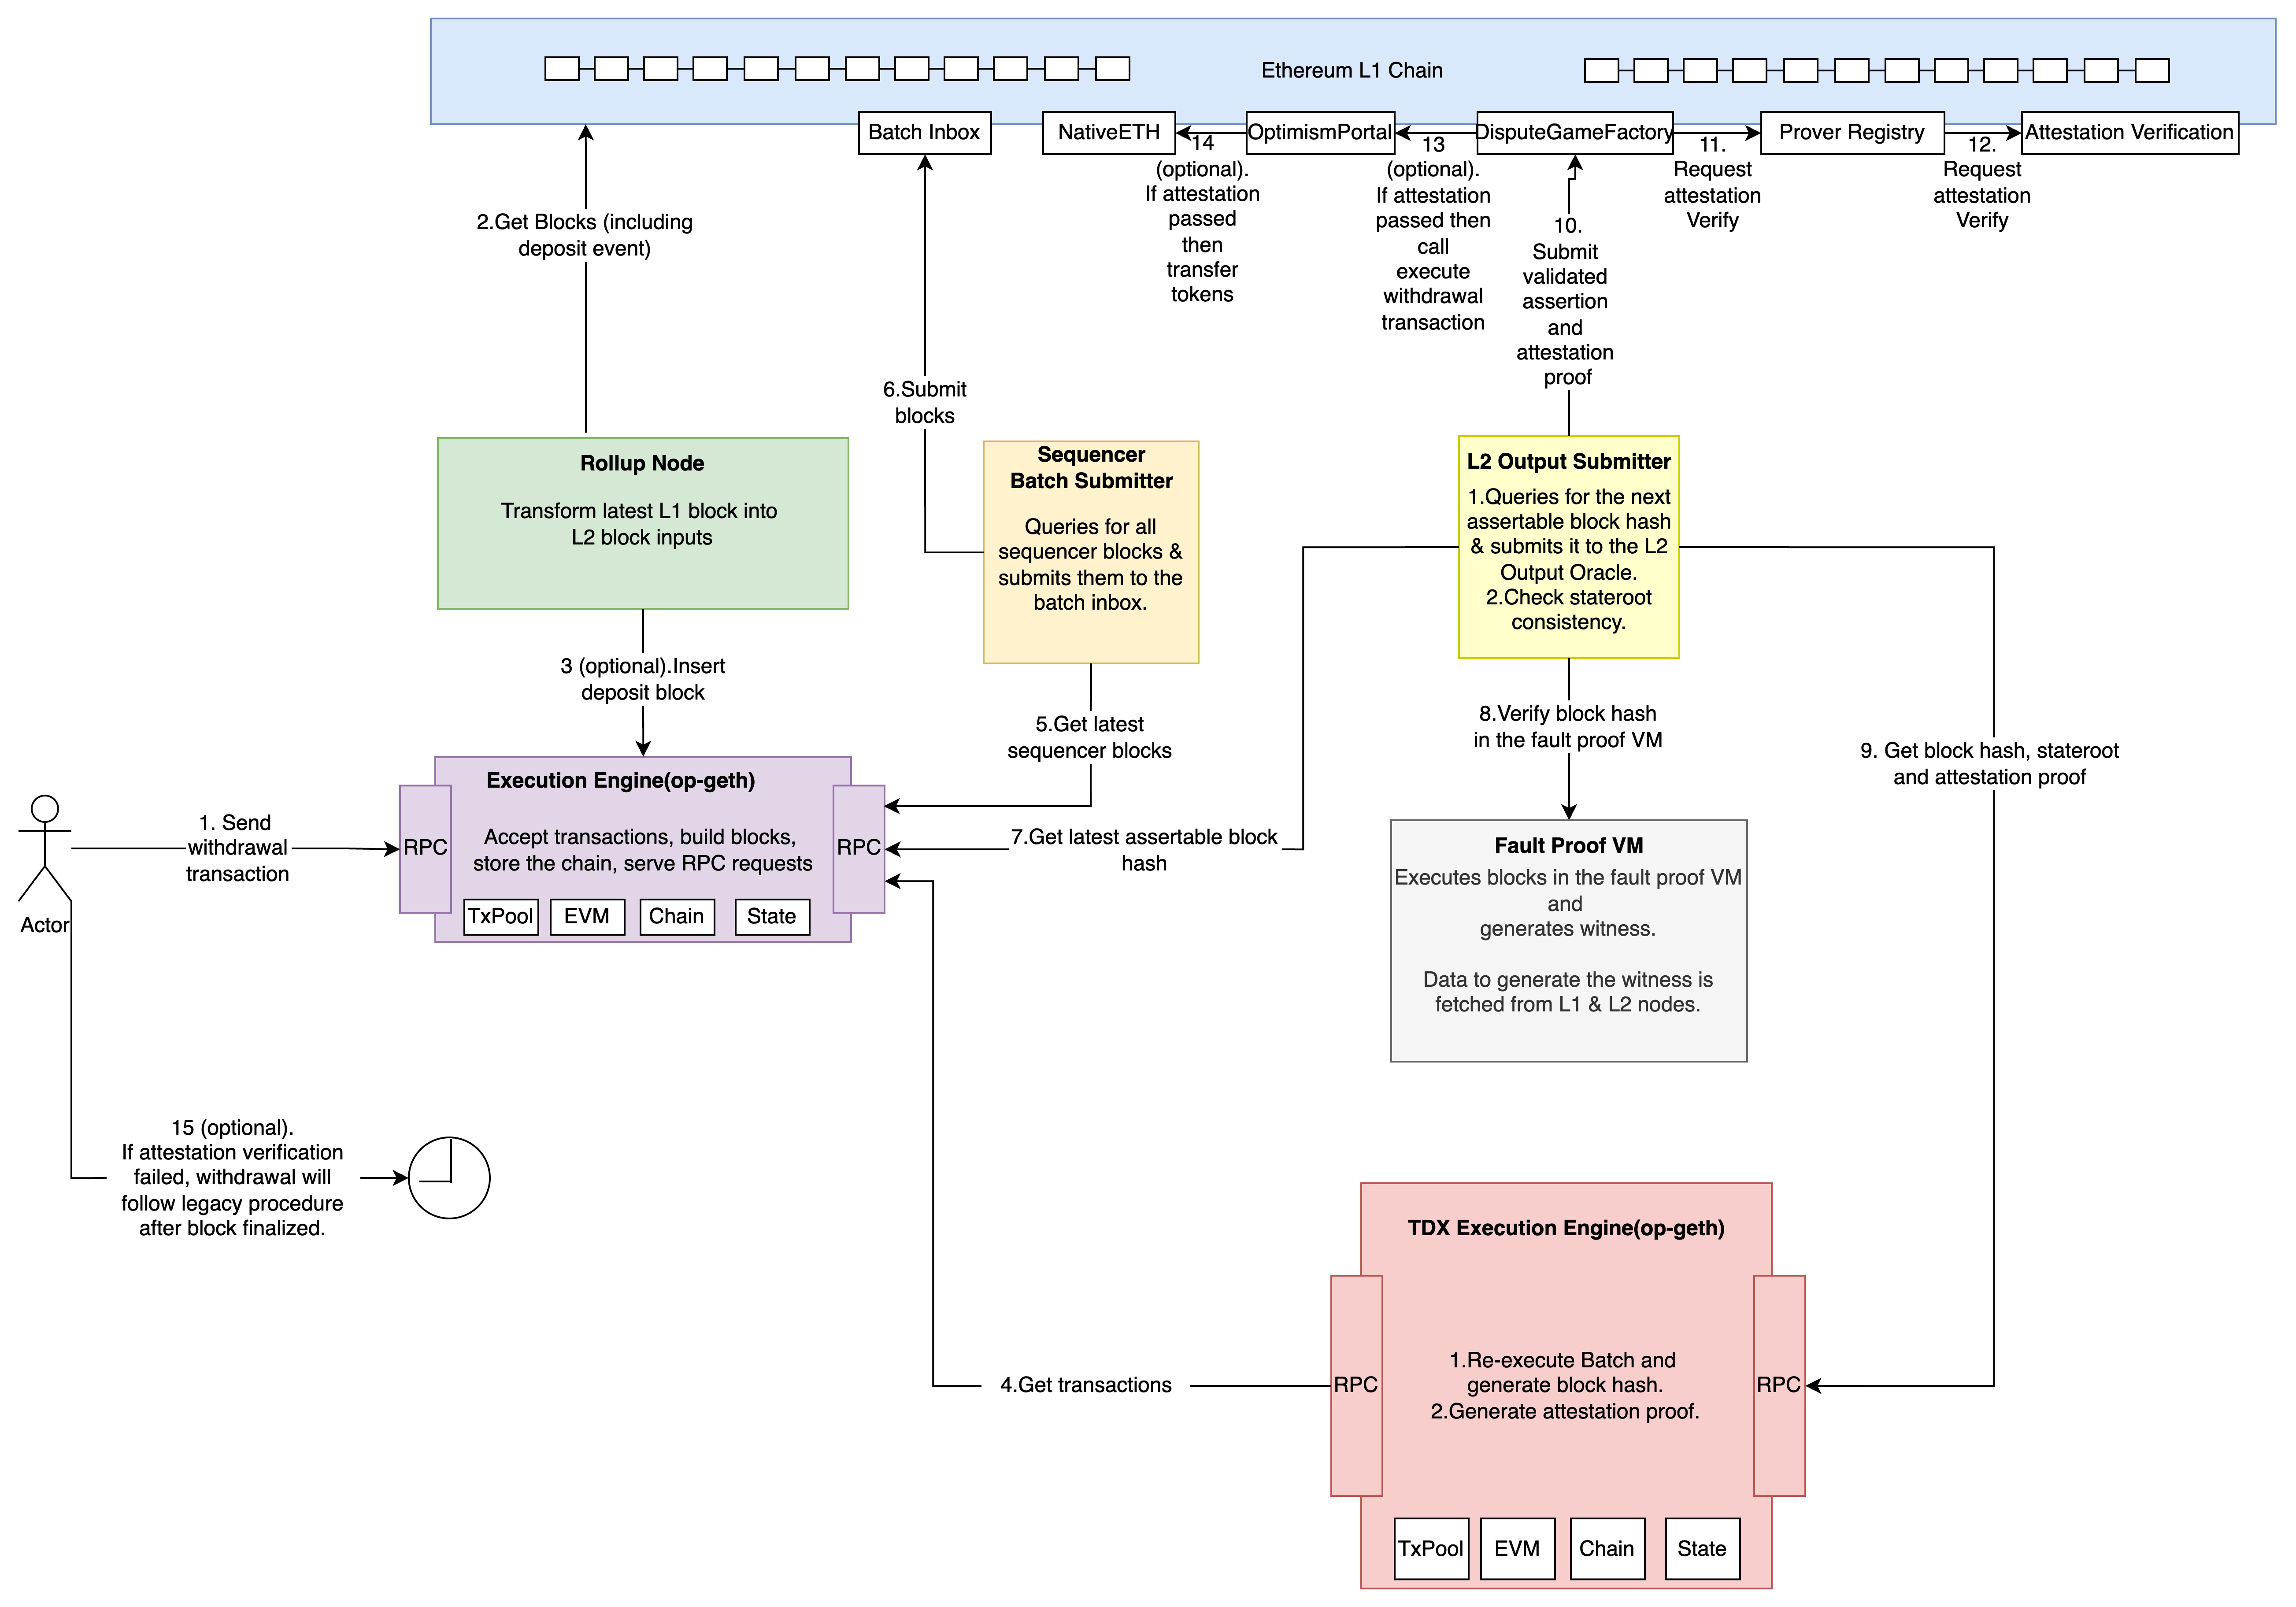 Ethereum L1 Chain
Batch Inbox
NativeETH
OptimismPortal
DisputeGameFactory
Prover Registry
Attestation Verification
14
(optional).
If attestation
passed
then
transfer
tokens
13
(optional).
If attestation
passed then
call
execute
withdrawal
transaction
11.
Request
attestation
Verify
12.
Request
attestation
Verify
2.Get Blocks (including
deposit event)
10.
Submit
validated
assertion
and
attestation
proof
6.Submit
blocks
Rollup Node
Transform latest L1 block into
L2 block inputs
Sequencer
Batch Submitter
Queries for all
sequencer blocks &
submits them to the
batch inbox.
L2 Output Submitter
1.Queries for the next
assertable block hash
& submits it to the L2
Output Oracle.
2.Check stateroot
consistency.
3 (optional).Insert
deposit block
5.Get latest
sequencer blocks
8.Verify block hash
in the fault proof VM
9. Get block hash, stateroot
and attestation proof
Actor
1. Send
withdrawal
transaction
RPC
Execution Engine(op-geth)
Accept transactions, build blocks,
store the chain, serve RPC requests
TxPool
EVM
Chain
State
RPC
7.Get latest assertable block
hash
Fault Proof VM
Executes blocks in the fault proof VM
and
generates witness.
Data to generate the witness is
fetched from L1 & L2 nodes.
15 (optional).
If attestation verification
failed, withdrawal will
follow legacy procedure
after block finalized.
4.Get transactions
TDX Execution Engine(op-geth)
RPC
1.Re-execute Batch and
generate block hash.
2.Generate attestation proof.
RPC
TxPool
EVM
Chain
State